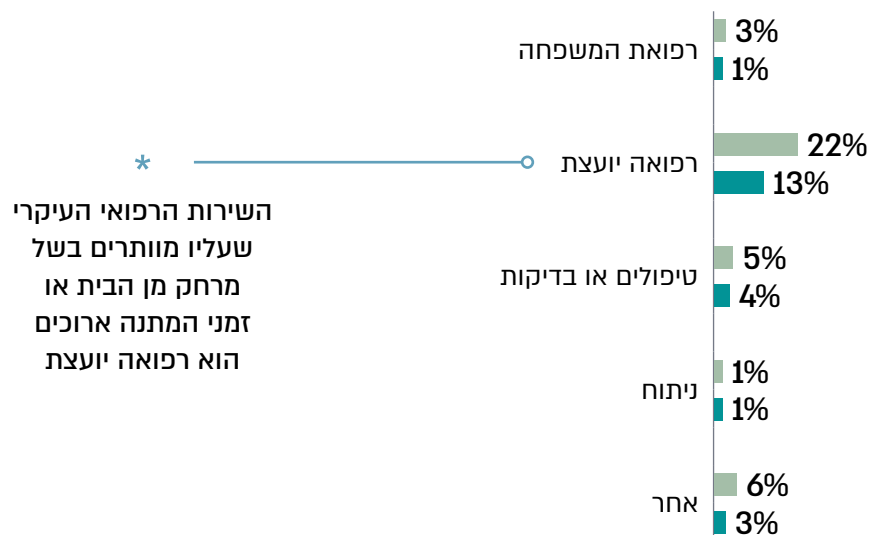 רפואת המשפחה
3%
1%
רפואה יועצת
22%
13%
*
השירות הרפואי העיקרי
שעליו מוותרים בשל
מרחק מן הבית או
זמני המתנה ארוכים
הוא רפואה יועצת
טיפולים או בדיקות
5%
4%
ניתוח
1%
1%
אחר
6%
3%